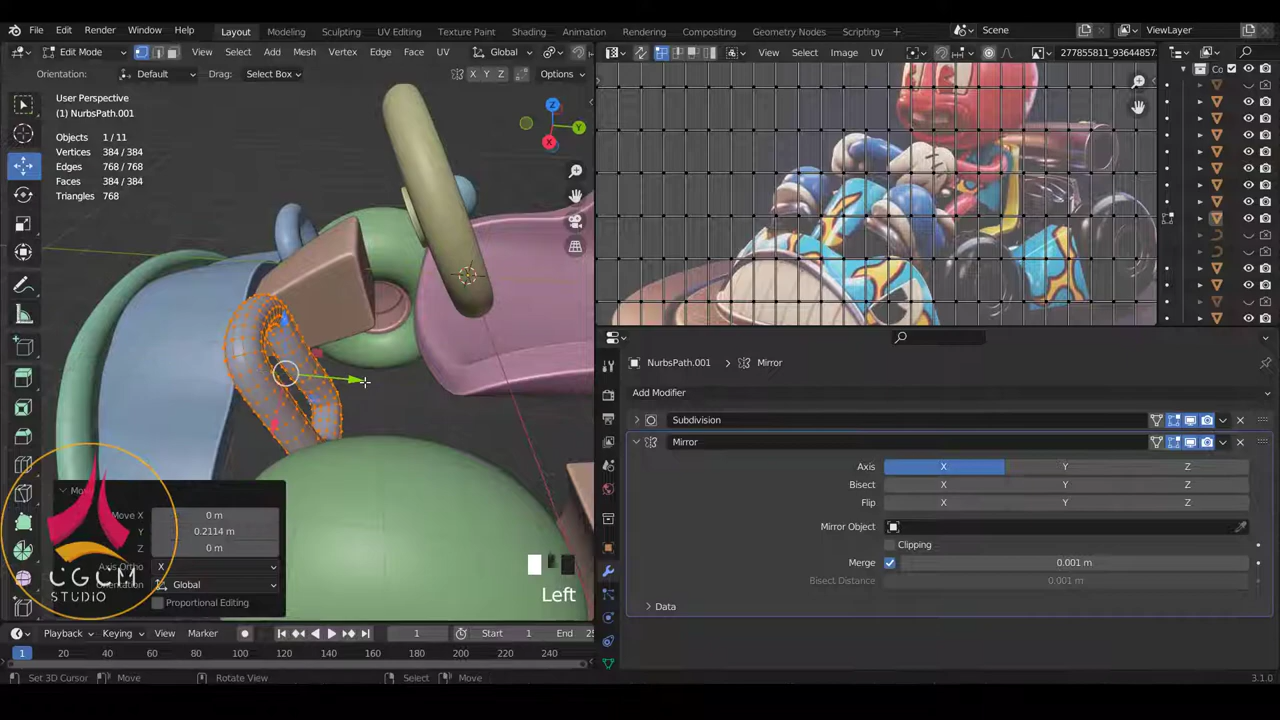 File Edit Render Window Help Layout Modeling Sculpting UV Editing Texture Paint Shading Animation Rendering Compositing Geometry Nodes Scripting Scene ViewLayer
Edit Mode View Select Add Mesh Vertex Edge Face UV Global View Select Image UV 277855811_93644857
Orientation: Default Drag: Select Box X Y Z Options
User Perspective
(1) NurbsPath.001
Objects 1 / 11
Vertices 384 / 384
Edges 768 / 768
Faces 384 / 384
Triangles 768
Z
Y
X
NurbsPath.001 Mirror
Add Modifier
Subdivision
Mirror
Axis X Y Z
Bisect X Y Z
Flip X Y Z
Mirror Object
Clipping
Merge 0.001 m
Bisect Distance 0.001 m
Data
Move X 0 m
Y 0.2114 m
Z 0 m
X
Orientation Global
Proportional Editing
CGCM
STUDIO
Left
Playback Keying View Marker 1 Start 1 End 25
1 20 40 60 80 100 120 140 160 180 200 220 240
Set 3D Cursor Move Rotate View Select Move 3.1.0